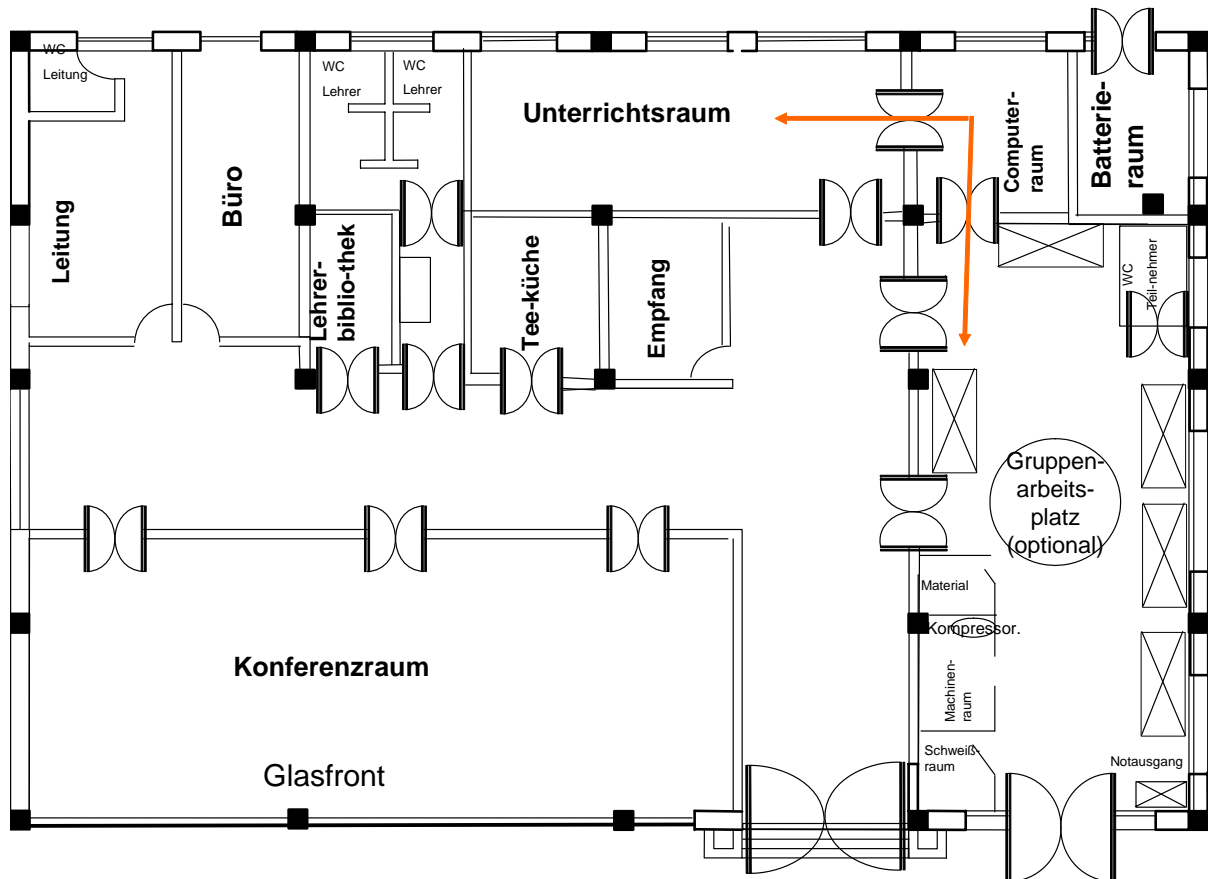 WC
Leitung
WC
Lehrer
WC
Lehrer
Unterrichtsraum
Computer-
raum
Batterie-
raum
Leitung
Büro
Lehrer-
biblio-thek
Tee-küche
Empfang
WC
Teil-nehmer
Gruppen-
arbeits-
platz
(optional)
Material
Kompressor.
Machinen-
raum
Schweiß-
raum
Notausgang
Konferenzraum
Glasfront